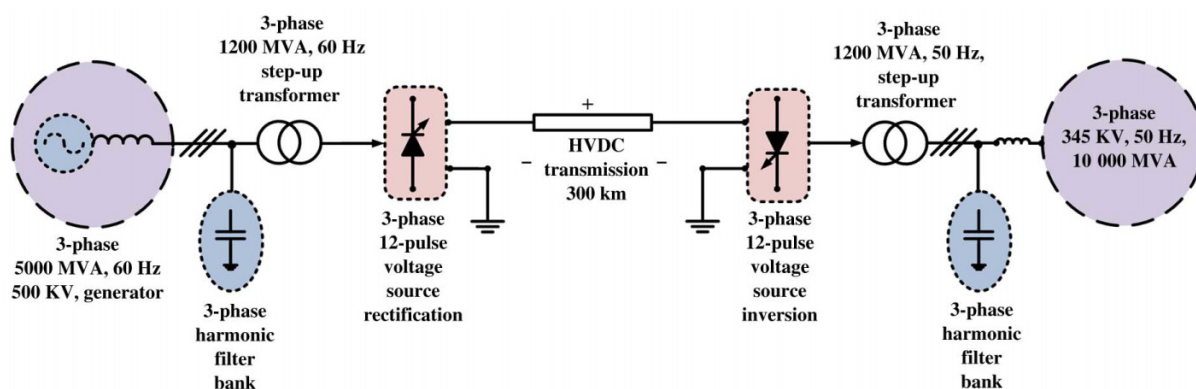 3-phase
1200 MVA, 60 Hz
step-up
transformer
3-phase
1200 MVA, 50 Hz,
step-up
transformer
3-phase
345 KV, 50 Hz,
10 000 MVA
+
HVDC
– transmission –
300 km
3-phase
5000 MVA, 60 Hz
500 KV, generator
3-phase
harmonic
filter
bank
3-phase
12-pulse
voltage
source
rectification
3-phase
12-pulse
voltage
source
inversion
3-phase
harmonic
filter
bank